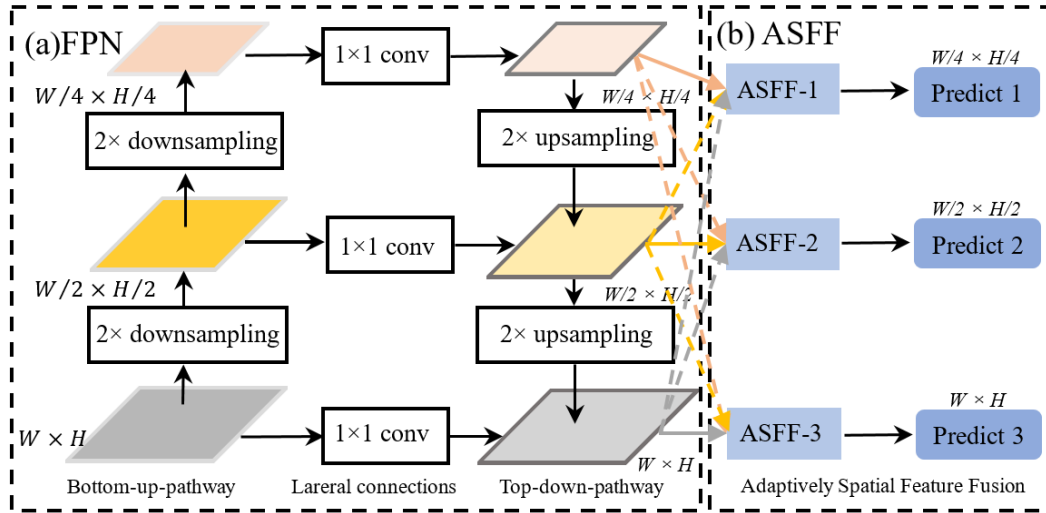 (a)FPN
1×1 conv
W/4 × H/4
W/4 × H/4
2× downsampling
2× upsampling
1×1 conv
W/2 × H/2
W/2 × H/2
2× downsampling
2× upsampling
W × H
1×1 conv
W × H
Bottom-up-pathway
Lareral connections
Top-down-pathway
(b) ASFF
W/4 × H/4
ASFF-1
Predict 1
W/2 × H/2
ASFF-2
Predict 2
W × H
ASFF-3
Predict 3
Adaptively Spatial Feature Fusion